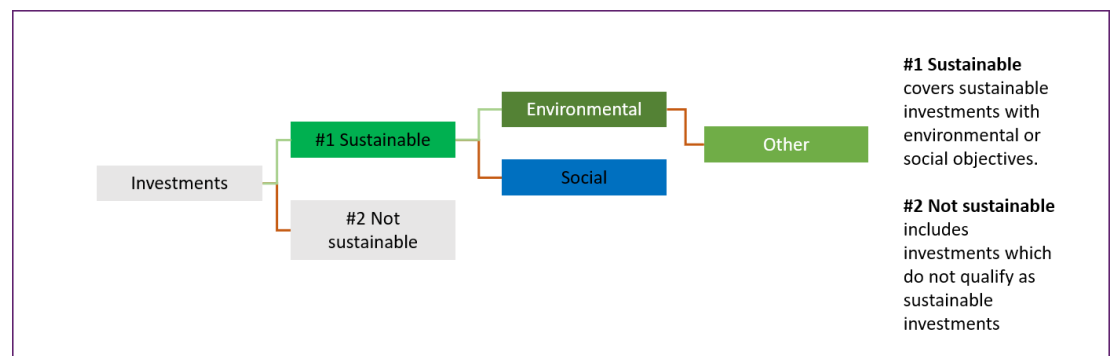 Investments
#1 Sustainable
#2 Not
sustainable
Environmental
Social
Other
#1 Sustainable
covers sustainable
investments with
environmental or
social objectives.
#2 Not sustainable
includes
investments which
do not qualify as
sustainable
investments